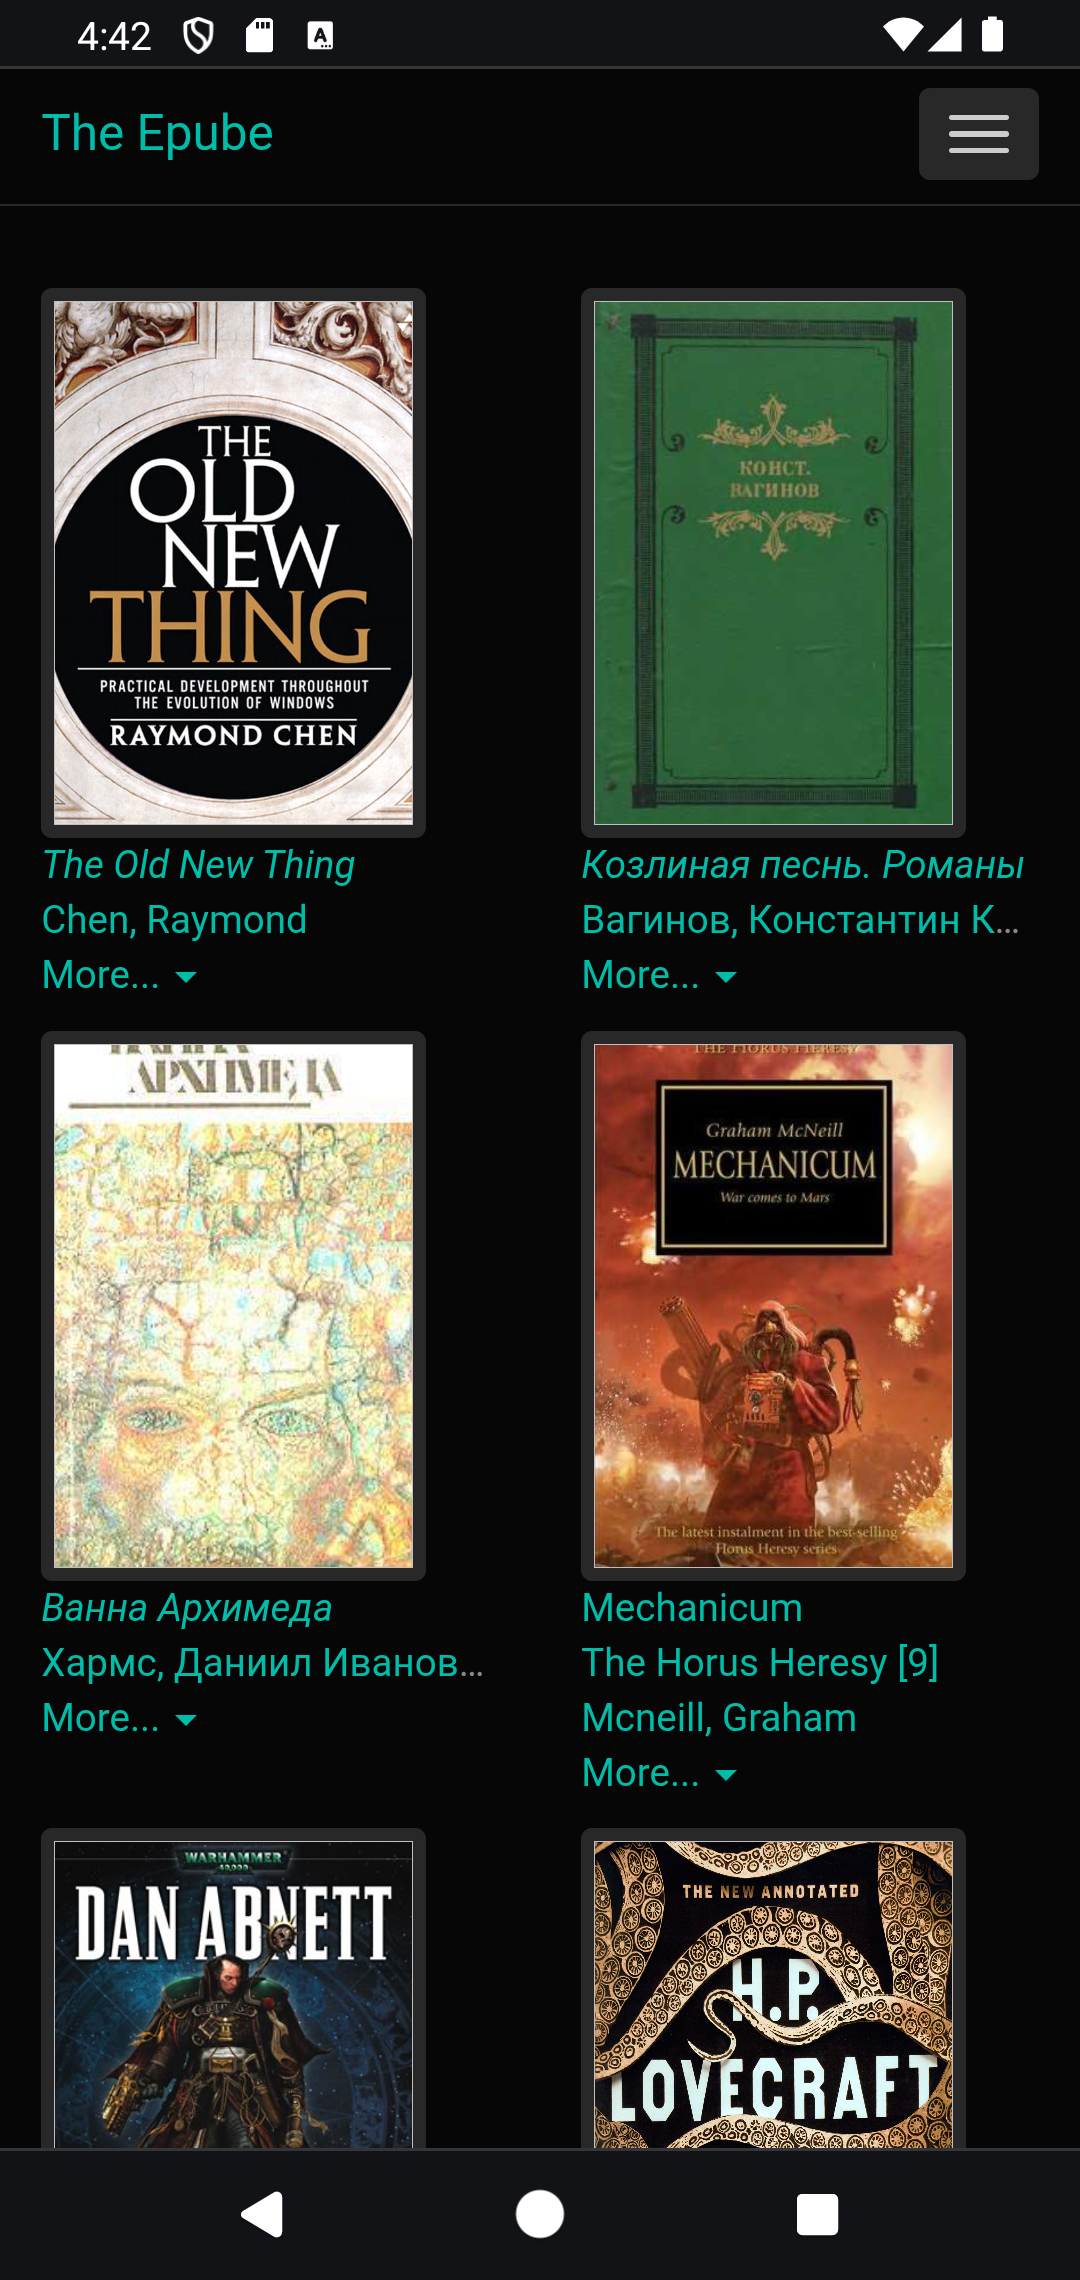 4:42
The Epube
THE
OLD
NEW
THING
PRACTICAL DEVELOPMENT THROUGHOUT
THE EVOLUTION OF WINDOWS
RAYMOND CHEN
The Old New Thing
Chen, Raymond
More...
КОНСТ.
ВАГИНОВ
Козлиная песнь. Романы
Вагинов, Константин К...
More...
АРХИМЕДА
Ванна Архимеда
Хармс, Даниил Иванов...
More...
THE HORUS HERESY
Graham McNeill
MECHANICUM
War comes to Mars
The latest instalment in the best-selling
Horus Heresy series
Mechanicum
The Horus Heresy [9]
Mcneill, Graham
More...
WARHAMMER
40,000
DAN ABNETT
THE NEW ANNOTATED
H.P.
LOVECRAFT